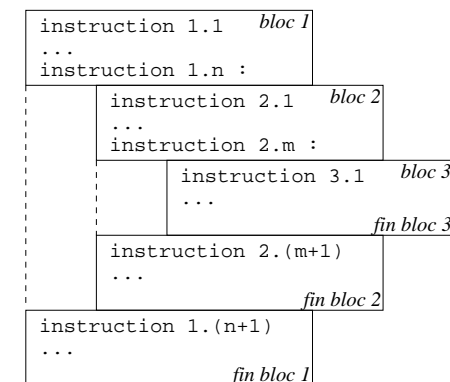 instruction 1.1 bloc 1
...
instruction 1.n :
instruction 2.1 bloc 2
...
instruction 2.m :
instruction 3.1 bloc 3
...
fin bloc 3
instruction 2.(m+1)
...
fin bloc 2
instruction 1.(n+1)
...
fin bloc 1